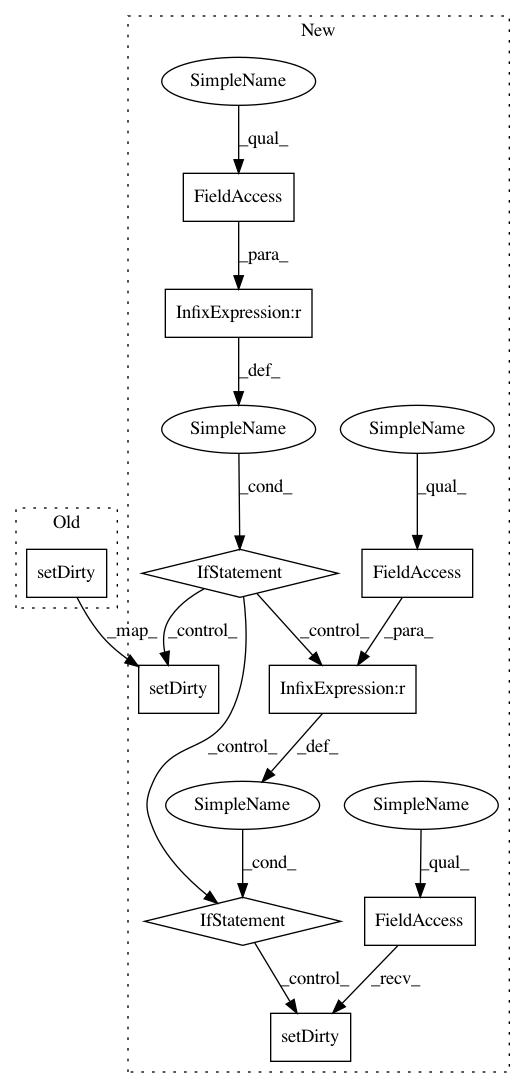 New
SimpleName
_qual_
FieldAccess
_para_
InfixExpression:r
_def_
SimpleName
SimpleName
_cond_
_qual_
Old
setDirty
IfStatement
FieldAccess
_map_
_control_
_control_
_para_
setDirty
InfixExpression:r
_control_
_def_
SimpleName
SimpleName
_cond_
_qual_
IfStatement
FieldAccess
_control_
_recv_
setDirty